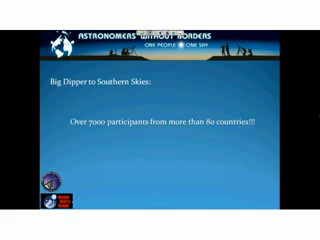 ASTRONOMERS WITHOUT BORDERS
ONE PEOPLE ★ ONE SKY
Big Dipper to Southern Skies:
Over 7000 participants from more than 80 countries!!!